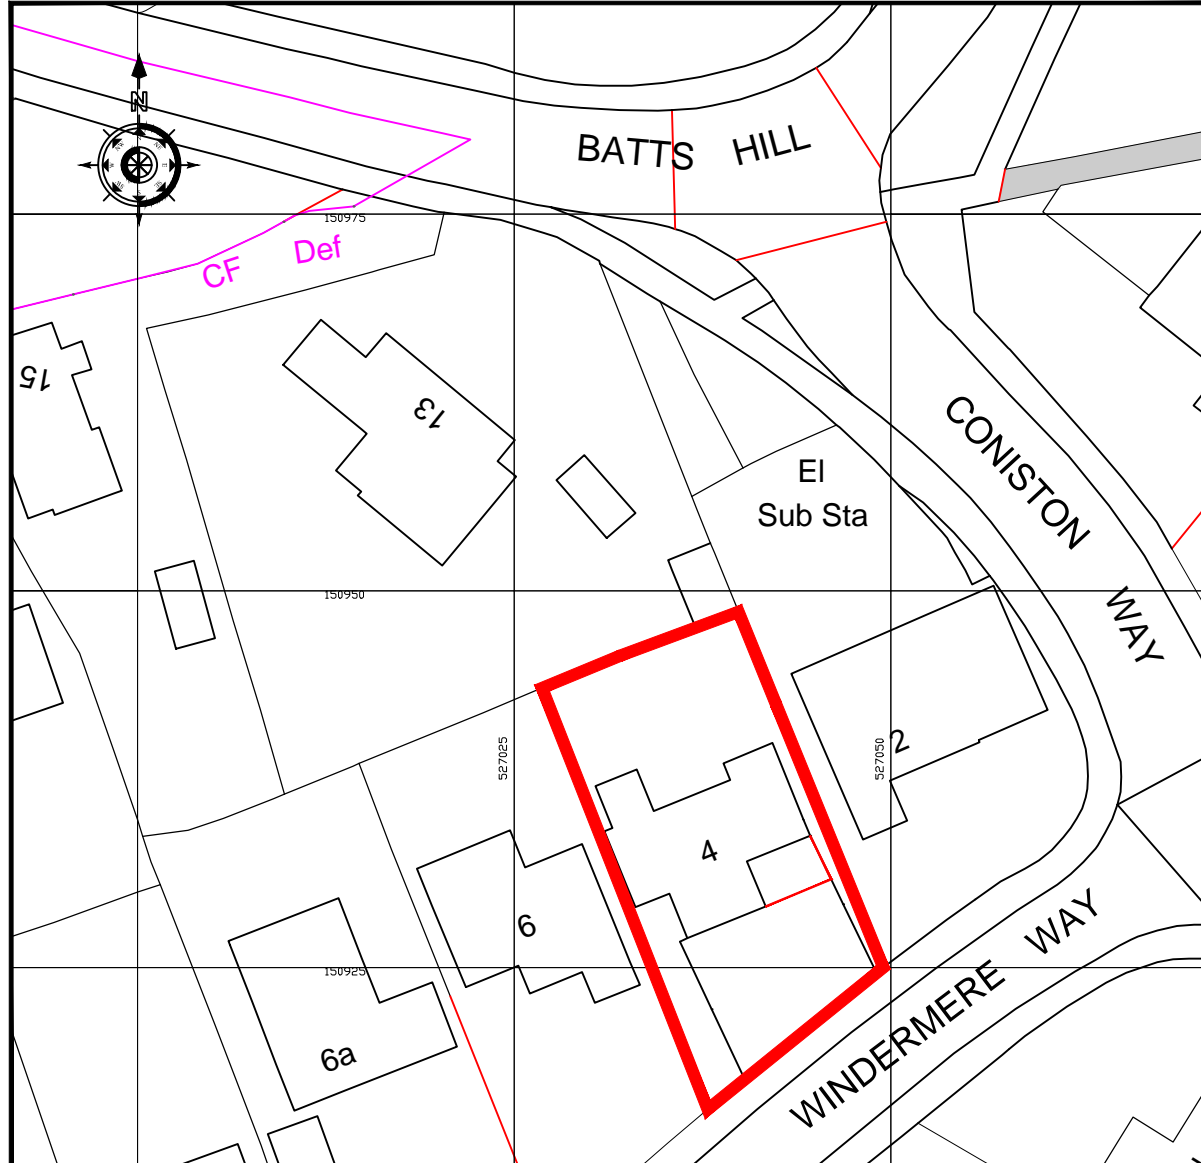 N
BATTS HILL
150975
CF Def
15
13
El
Sub Sta
CONISTON WAY
150950
527025
527050
2
4
6
150925
6a
WINDERMERE WAY